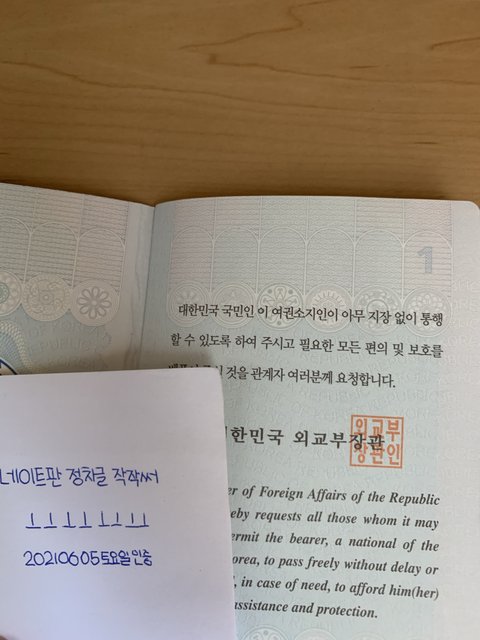 1
대한민국 국민인 이 여권소지인이 아무 지장 없이 통행
할 수 있도록 하여 주시고 필요한 모든 편의 및 보호를
것을 관계자 여러분께 요청합니다.
한민국 외교부장관
외교부
장관인
er of Foreign Affairs of the Republic
eby requests all those whom it may
ermit the bearer, a national of the
orea, to pass freely without delay or
, in case of need, to afford him(her)
assistance and protection.
네이트판 정치글 작작써
ㅗㅗㅗㅗㅗㅗㅗ
20210605토요일인증